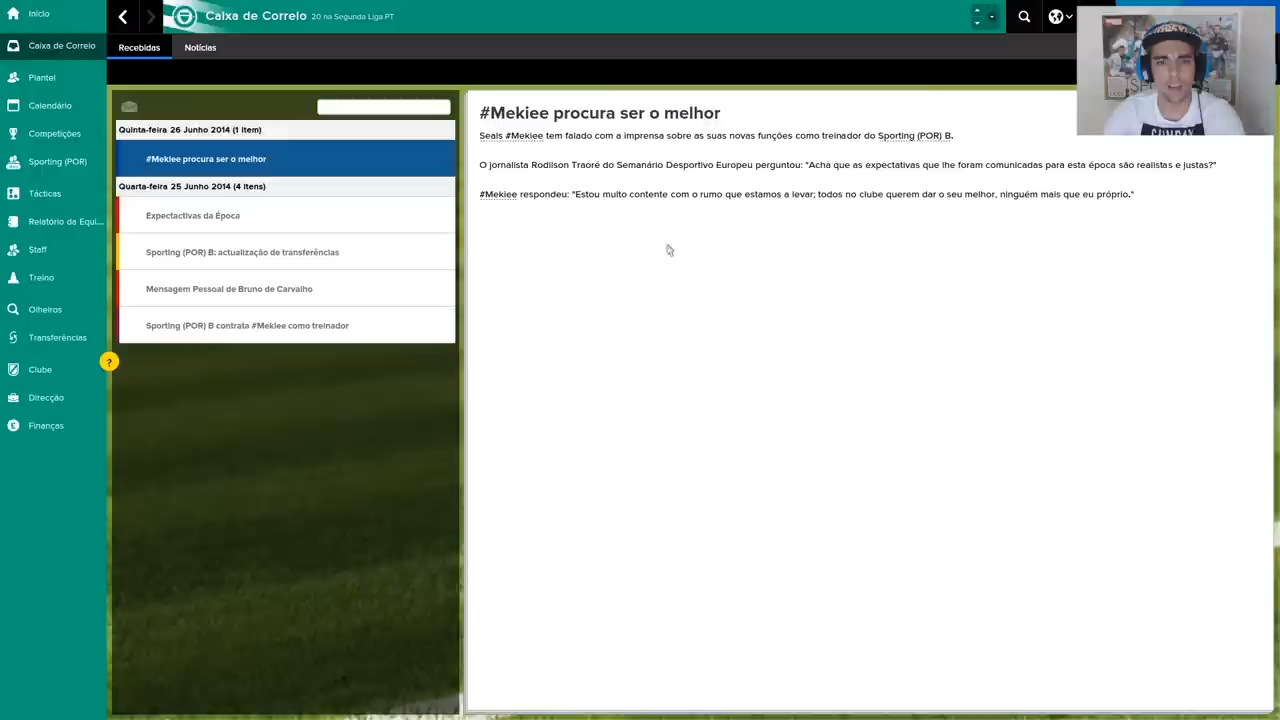 Início
Caixa de Correio
Plantel
Calendário
Competições
Sporting (POR)
Tácticas
Relatório da Equi...
Staff
Treino
Olheiros
Transferências
?
Clube
Direcção
Finanças
Caixa de Correio 20 na Segunda Liga PT
Recebidas Notícias
Quinta-feira 26 Junho 2014 (1 item)
#Mekiee procura ser o melhor
Quarta-feira 25 Junho 2014 (4 itens)
Expectactivas da Época
Sporting (POR) B: actualização de transferências
Mensagem Pessoal de Bruno de Carvalho
Sporting (POR) B contrata #Mekiee como treinador
#Mekiee procura ser o melhor
Seals #Mekiee tem falado com a imprensa sobre as suas novas funções como treinador do Sporting (POR) B.
O jornalista Rodilson Traoré do Semanário Desportivo Europeu perguntou: "Acha que as expectativas que lhe foram comunicadas para esta época são realistas e justas?"
#Mekiee respondeu: "Estou muito contente com o rumo que estamos a levar; todos no clube querem dar o seu melhor, ninguém mais que eu próprio."